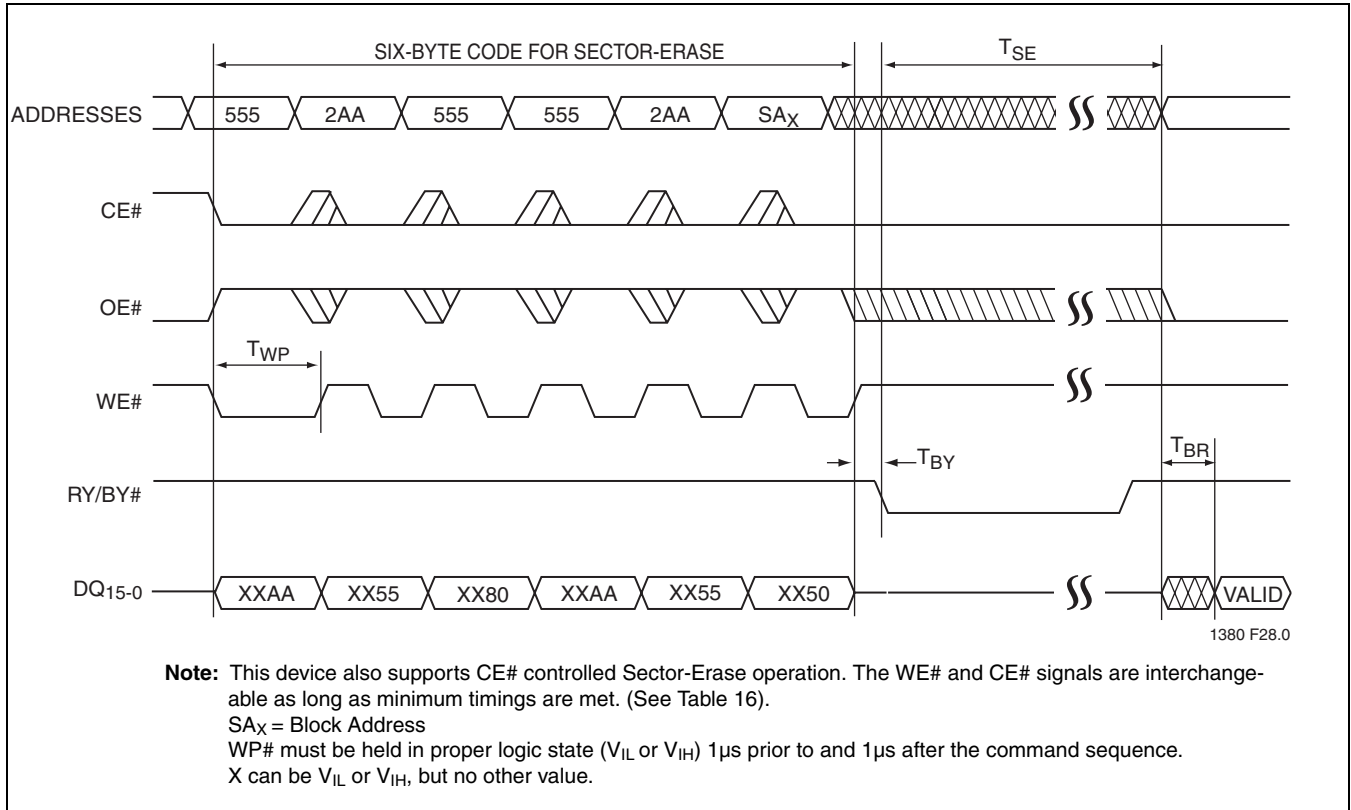 SIX-BYTE CODE FOR SECTOR-ERASE
TSE
ADDRESSES 555 2AA 555 555 2AA SAX
CE#
OE#
TWP
WE#
TBY
TBR
RY/BY#
DQ15-0 XXAA XX55 XX80 XXAA XX55 XX50 VALID
1380 F28.0
Note: This device also supports CE# controlled Sector-Erase operation. The WE# and CE# signals are interchange-
able as long as minimum timings are met. (See Table 16).
SAX = Block Address
WP# must be held in proper logic state (VIL or VIH) 1µs prior to and 1µs after the command sequence.
X can be VIL or VIH, but no other value.